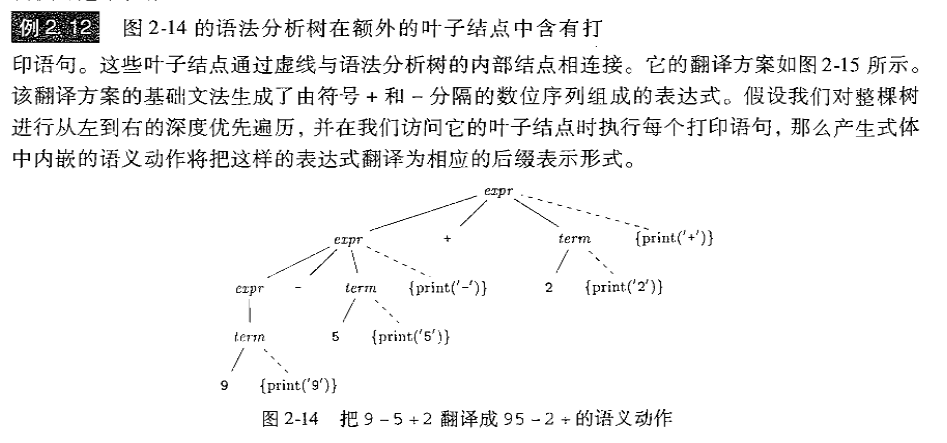 例2.12 图 2-14 的语法分析树在额外的叶子结点中含有打
印语句。这些叶子结点通过虚线与语法分析树的内部结点相连接。它的翻译方案如图 2-15 所示。
该翻译方案的基础文法生成了由符号 + 和 - 分隔的数位序列组成的表达式。假设我们对整棵树
进行从左到右的深度优先遍历，并在我们访问它的叶子结点时执行每个打印语句，那么产生式体
中内嵌的语义动作将把这样的表达式翻译为相应的后缀表示形式。
expr
expr + term {print('+')}
expr - term {print('-')} 2 {print('2')}
term 5 {print('5')}
9 {print('9')}
图 2-14 把 9-5+2 翻译成 95-2+的语义动作